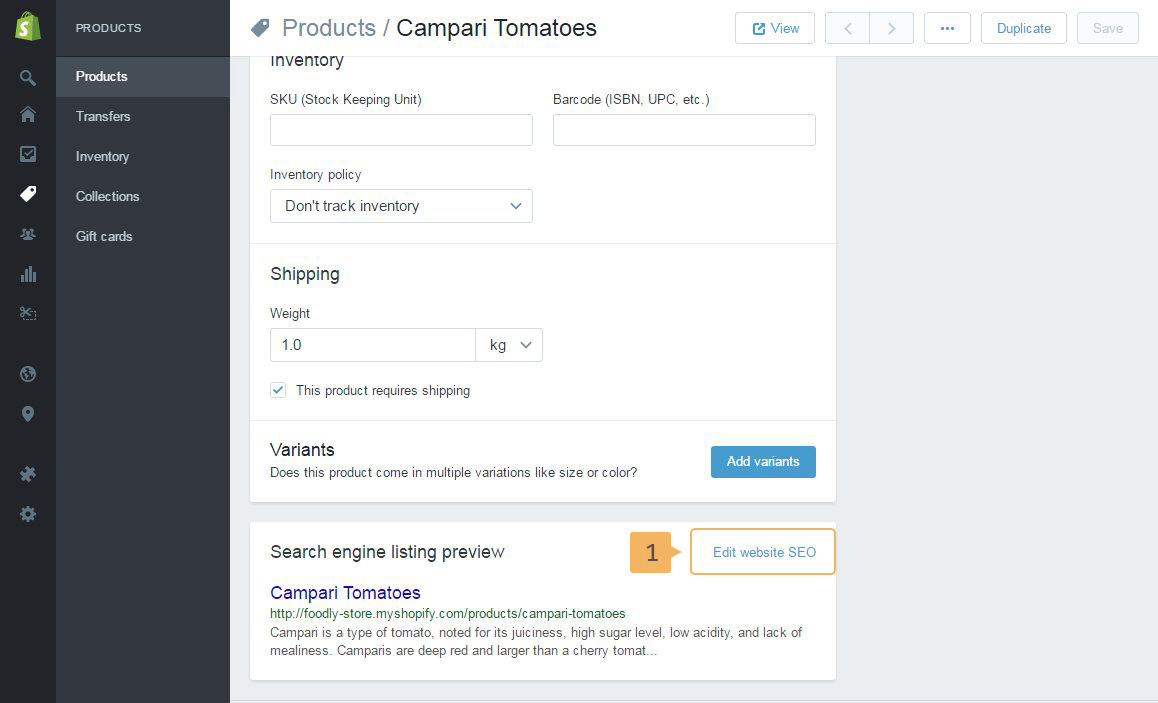 PRODUCTS
Products
Transfers
Inventory
Collections
Gift cards
Products / Campari Tomatoes
View
Duplicate
Save
Inventory
SKU (Stock Keeping Unit)
Barcode (ISBN, UPC, etc.)
Inventory policy
Don't track inventory
Shipping
Weight
1.0
kg
This product requires shipping
Variants
Does this product come in multiple variations like size or color?
Add variants
Search engine listing preview
1
Edit website SEO
Campari Tomatoes
http://foodly-store.myshopify.com/products/campari-tomatoes
Campari is a type of tomato, noted for its juiciness, high sugar level, low acidity, and lack of
mealiness. Camparis are deep red and larger than a cherry tomat...